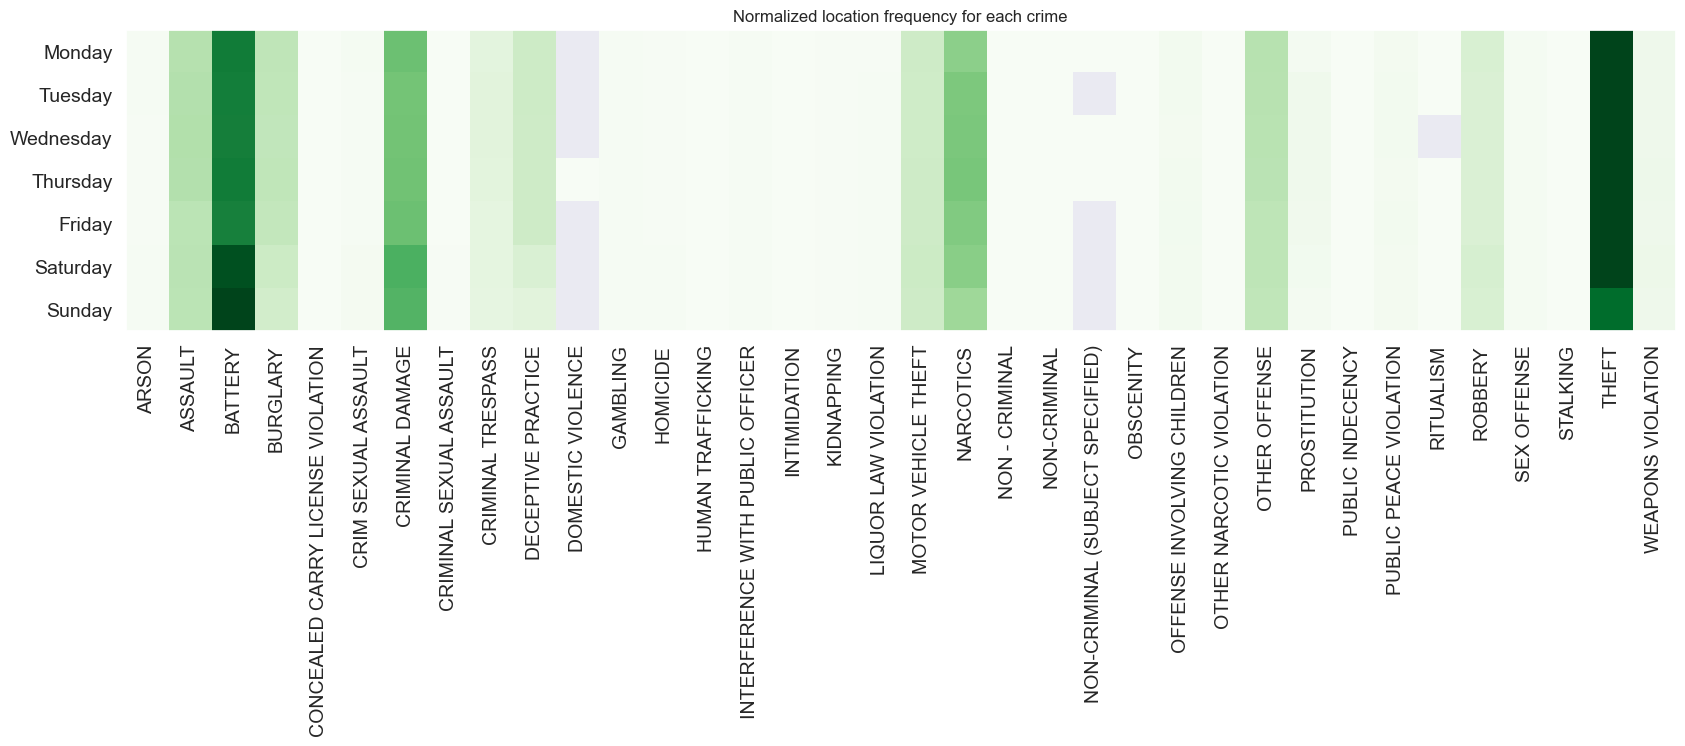 Normalized location frequency for each crime
Monday
Tuesday
Wednesday
Thursday
Friday
Saturday
Sunday
ARSON
ASSAULT
BATTERY
BURGLARY
CONCEALED CARRY LICENSE VIOLATION
CRIM SEXUAL ASSAULT
CRIMINAL DAMAGE
CRIMINAL SEXUAL ASSAULT
CRIMINAL TRESPASS
DECEPTIVE PRACTICE
DOMESTIC VIOLENCE
GAMBLING
HOMICIDE
HUMAN TRAFFICKING
INTERFERENCE WITH PUBLIC OFFICER
INTIMIDATION
KIDNAPPING
LIQUOR LAW VIOLATION
MOTOR VEHICLE THEFT
NARCOTICS
NON - CRIMINAL
NON-CRIMINAL
NON-CRIMINAL (SUBJECT SPECIFIED)
OBSCENITY
OFFENSE INVOLVING CHILDREN
OTHER NARCOTIC VIOLATION
OTHER OFFENSE
PROSTITUTION
PUBLIC INDECENCY
PUBLIC PEACE VIOLATION
RITUALISM
ROBBERY
SEX OFFENSE
STALKING
THEFT
WEAPONS VIOLATION